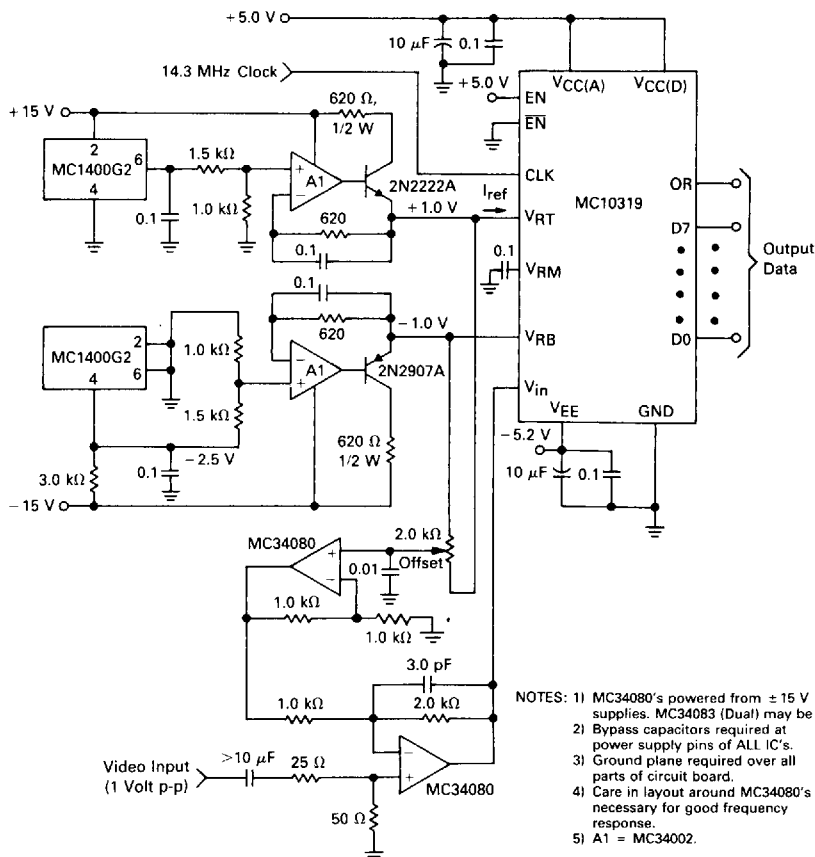 +5.0 V
10 µF
0.1
14.3 MHz Clock
+5.0 V
VCC(A)
VCC(D)
EN
EN
CLK
MC10319
OR
D7
D0
Output
Data
VRT
VRM
VRB
Vin
VEE
GND
-5.2 V
10 µF
0.1
+15 V
2
MC1400G2
6
4
0.1
1.5 kΩ
1.0 kΩ
620 Ω,
1/2 W
+
A1
−
2N2222A
Iref
+1.0 V
620
0.1
0.1
0.1
620
−1.0 V
MC1400G2
2
6
4
1.0 kΩ
1.5 kΩ
−
A1
+
2N2907A
620 Ω
1/2 W
−2.5 V
0.1
3.0 kΩ
−15 V
MC34080
+
−
0.01
2.0 kΩ
Offset
1.0 kΩ
1.0 kΩ
3.0 pF
1.0 kΩ
2.0 kΩ
−
+
MC34080
Video Input
(1 Volt p-p)
>10 µF
25 Ω
50 Ω
NOTES: 1) MC34080's powered from ±15 V
supplies. MC34083 (Dual) may be
2) Bypass capacitors required at
power supply pins of ALL IC's.
3) Ground plane required over all
parts of circuit board.
4) Care in layout around MC34080's
necessary for good frequency
response.
5) A1 = MC34002.